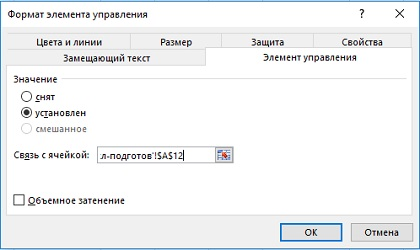 Формат элемента управления
Цвета и линии Размер Защита Свойства
Замещающий текст Элемент управления
Значение
снят
установлен
смешанное
Связь с ячейкой: л-подготов'!$A$12
Объемное затенение
ОК Отмена